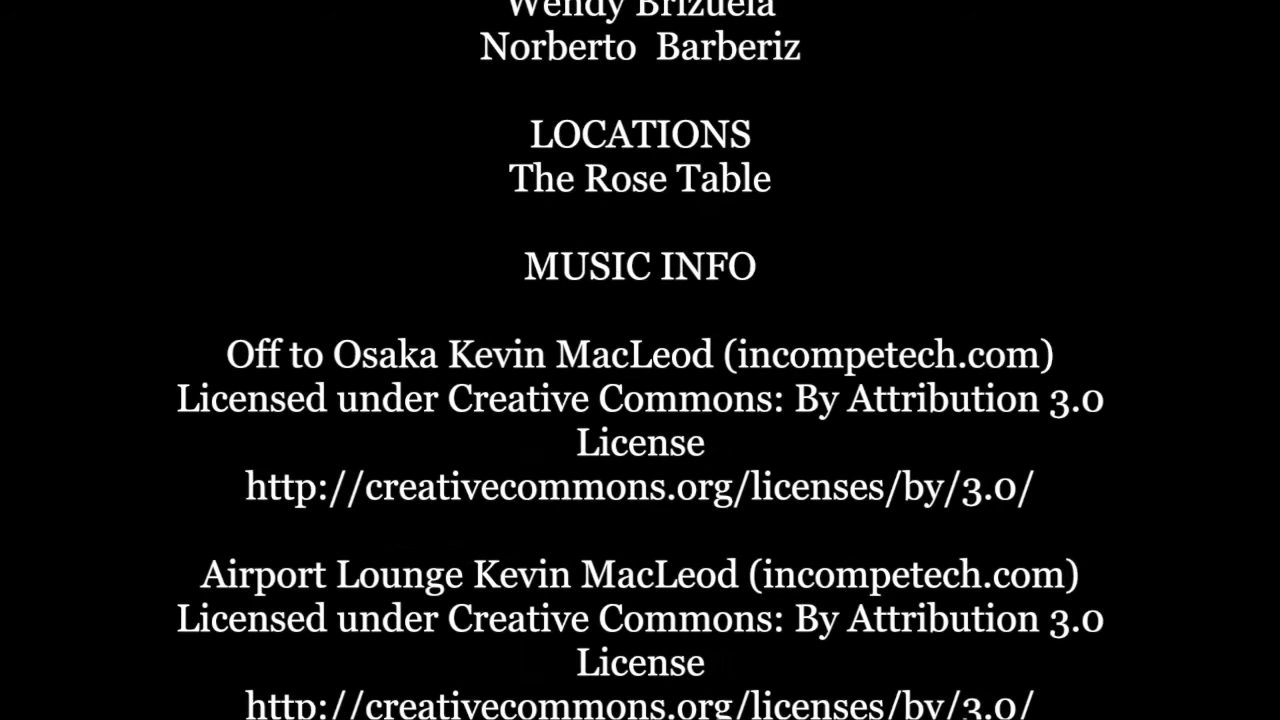 Wendy Brizuela
Norberto  Barberiz
LOCATIONS
The Rose Table
MUSIC INFO
Off to Osaka Kevin MacLeod (incompetech.com)
Licensed under Creative Commons: By Attribution 3.0
License
http://creativecommons.org/licenses/by/3.0/
Airport Lounge Kevin MacLeod (incompetech.com)
Licensed under Creative Commons: By Attribution 3.0
License
http://creativecommons.org/licenses/by/3.0/